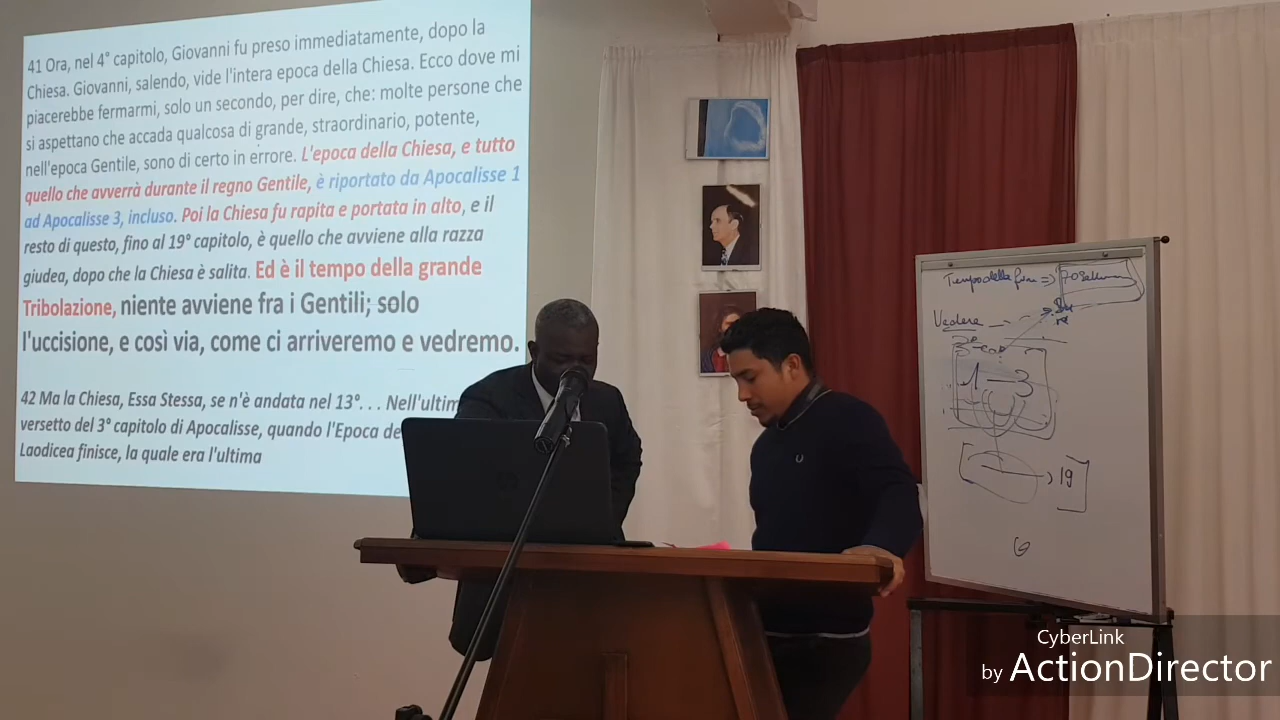 41 Ora, nel 4° capitolo, Giovanni fu preso immediatamente, dopo la
Chiesa. Giovanni, salendo, vide l'intera epoca della Chiesa. Ecco dove mi
piacerebbe fermarmi, solo un secondo, per dire, che: molte persone che
si aspettano che accada qualcosa di grande, straordinario, potente,
nell'epoca Gentile, sono di certo in errore. L'epoca della Chiesa, e tutto
quello che avverrà durante il regno Gentile, è riportato da Apocalisse 1
ad Apocalisse 3, incluso. Poi la Chiesa fu rapita e portata in alto, e il
resto di questo, fino al 19° capitolo, è quello che avviene alla razza
giudea, dopo che la Chiesa è salita. Ed è il tempo della grande
Tribolazione, niente avviene fra i Gentili; solo
l'uccisione, e così via, come ci arriveremo e vedremo.
42 Ma la Chiesa, Essa Stessa, se n'è andata nel 13°. . . Nell'ultim
versetto del 3° capitolo di Apocalisse, quando l'Epoca de
Laodicea finisce, la quale era l'ultima
Tempo della fine => 70
Vedere
1 - 3
19
CyberLink
by ActionDirector